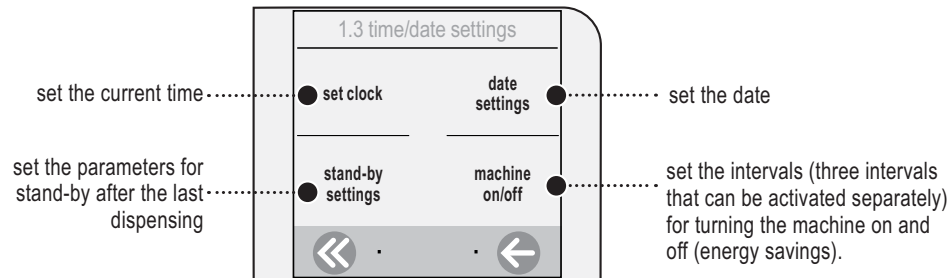 1.3 time/date settings
set the current time
set clock
date
settings
set the date
set the parameters for
stand-by after the last
dispensing
stand-by
settings
machine
on/off
set the intervals (three intervals
that can be activated separately)
for turning the machine on and
off (energy savings).